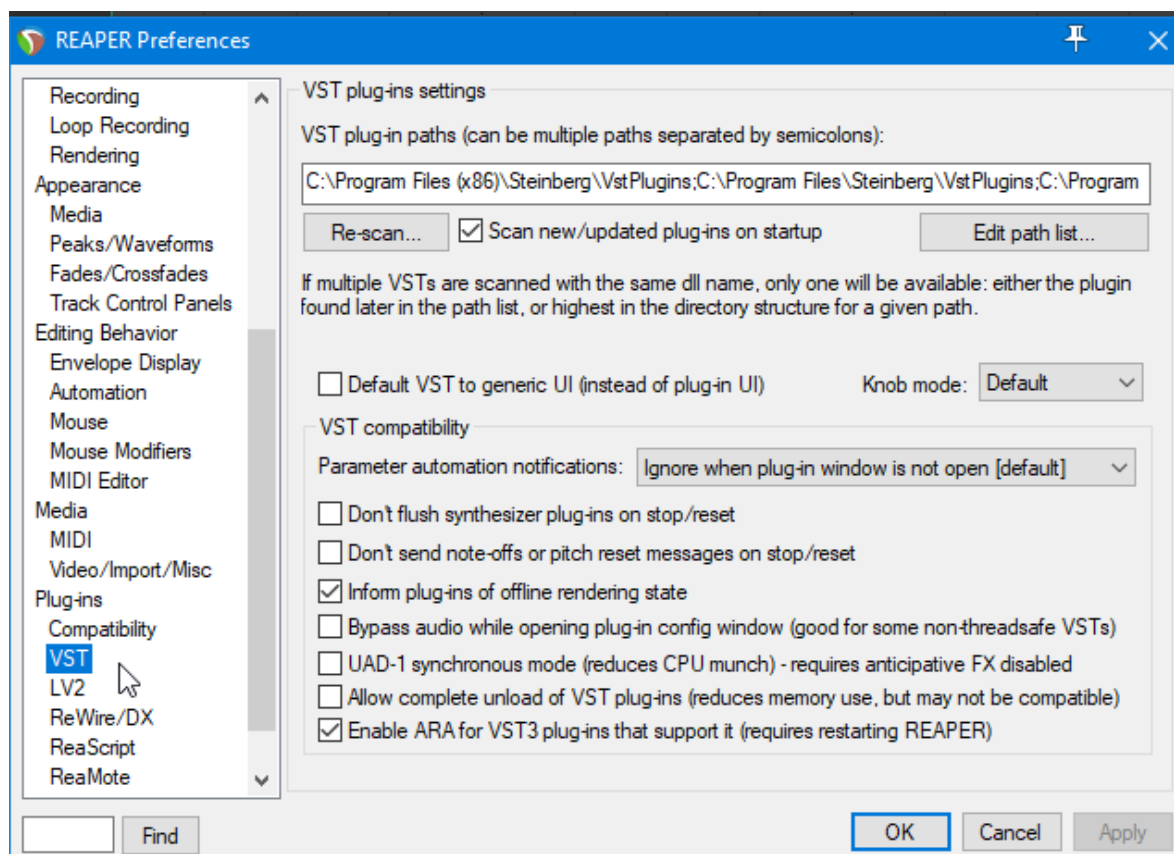 REAPER Preferences
Recording
Loop Recording
Rendering
Appearance
Media
Peaks/Waveforms
Fades/Crossfades
Track Control Panels
Editing Behavior
Envelope Display
Automation
Mouse
Mouse Modifiers
MIDI Editor
Media
MIDI
Video/Import/Misc
Plug-ins
Compatibility
VST
LV2
ReWire/DX
ReaScript
ReaMote
Find
VST plug-ins settings
VST plug-in paths (can be multiple paths separated by semicolons):
C:\Program Files (x86)\Steinberg\VstPlugins;C:\Program Files\Steinberg\VstPlugins;C:\Program
Re-scan... Scan new/updated plug-ins on startup Edit path list...
If multiple VSTs are scanned with the same dll name, only one will be available: either the plugin
found later in the path list, or highest in the directory structure for a given path.
Default VST to generic UI (instead of plug-in UI) Knob mode: Default
VST compatibility
Parameter automation notifications: Ignore when plug-in window is not open [default]
Don't flush synthesizer plug-ins on stop/reset
Don't send note-offs or pitch reset messages on stop/reset
Inform plug-ins of offline rendering state
Bypass audio while opening plug-in config window (good for some non-threadsafe VSTs)
UAD-1 synchronous mode (reduces CPU munch) - requires anticipative FX disabled
Allow complete unload of VST plug-ins (reduces memory use, but may not be compatible)
Enable ARA for VST3 plug-ins that support it (requires restarting REAPER)
OK Cancel Apply